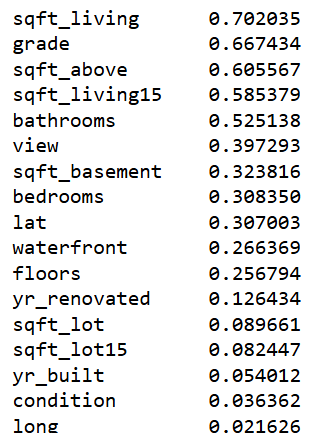 sqft_living 0.702035
grade 0.667434
sqft_above 0.605567
sqft_living15 0.585379
bathrooms 0.525138
view 0.397293
sqft_basement 0.323816
bedrooms 0.308350
lat 0.307003
waterfront 0.266369
floors 0.256794
yr_renovated 0.126434
sqft_lot 0.089661
sqft_lot15 0.082447
yr_built 0.054012
condition 0.036362
long 0.021626